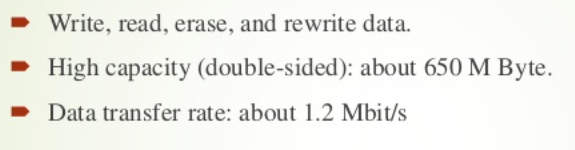 Write, read, erase, and rewrite data.
High capacity (double-sided): about 650 M Byte.
Data transfer rate: about 1.2 Mbit/s